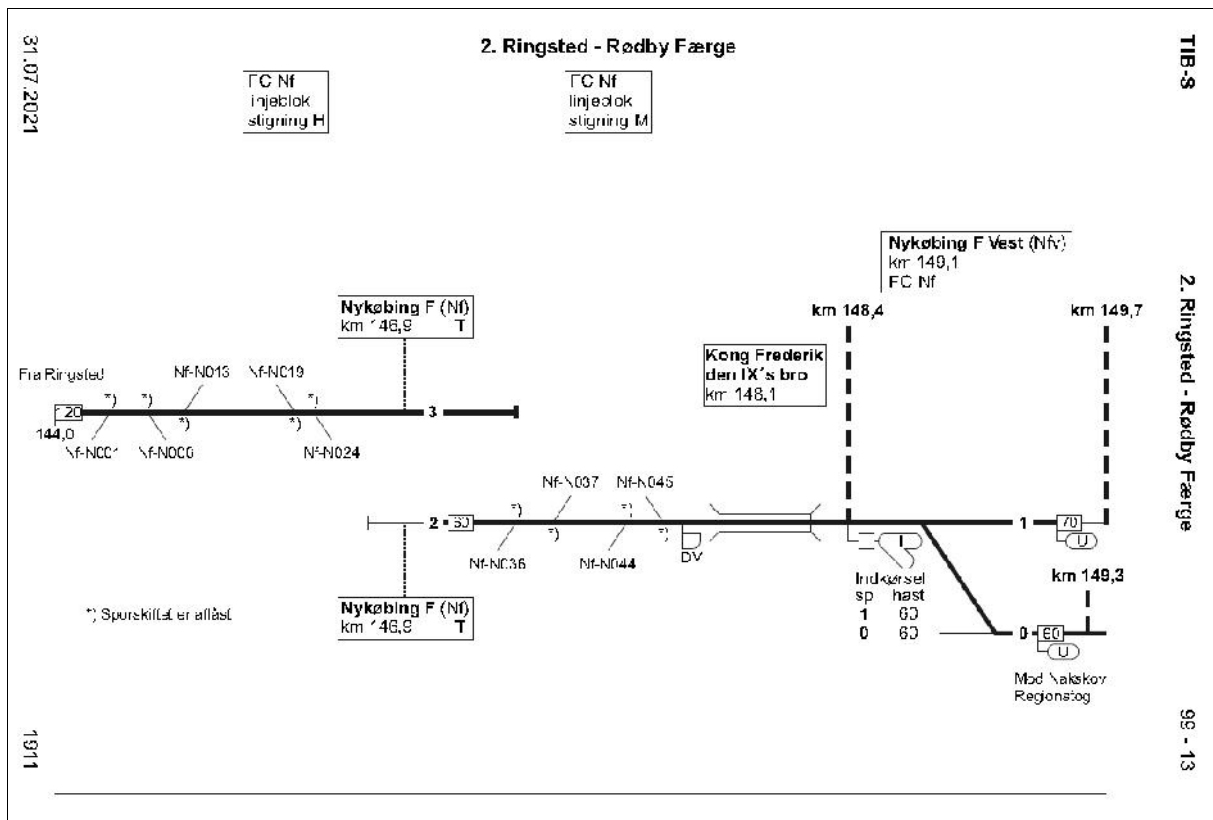 2. Ringsted - Rødby Færge
31.07.2021
TIB-S
FC Nf
linjeblok
stigning H
FC Nf
linjeblok
stigning M
Nykøbing F Vest (Nfv)
km 149,1
FC Nf
2. Ringsted - Rødby Færge
Nykøbing F (Nf)
km 146,9 T
km 148,4
km 149,7
Kong Frederik
den IX's bro
km 148,1
Fra Ringsted
Nf-N013
Nf-N019
*)
*)
*)
120
3
*)
*)
144,0
Nf-N001
Nf-N024
Nf-N037
Nf-N045
*)
*)
2
60
1
70
*)
*)
U
DV
I
Nf-N036
Nf-N044
Indkørsel
sp hast
1 60
0 60
km 149,3
Nykøbing F (Nf)
km 146,9 T
*) Sporskiftet er aflåst
0
60
U
Mod Nakskov
Regionstog
1911
99 - 13